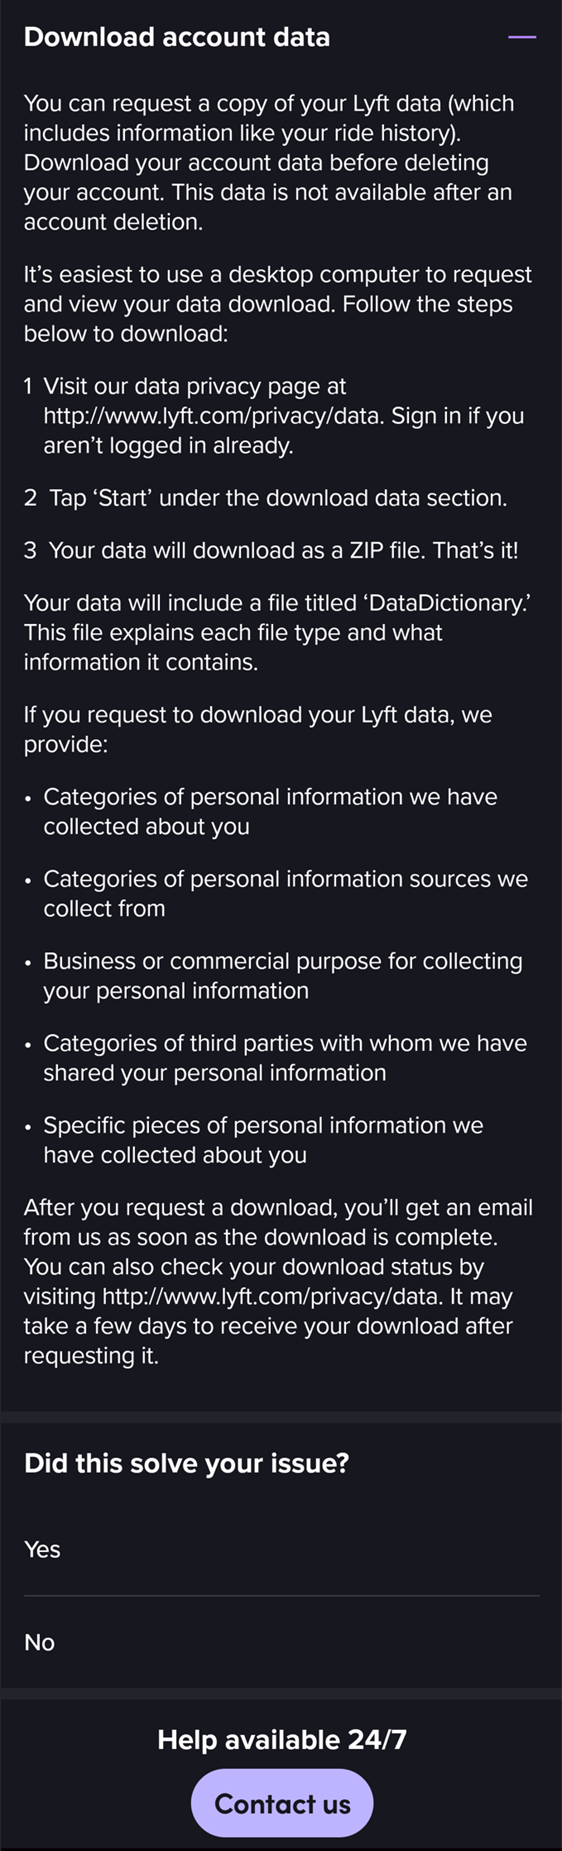 Download account data
You can request a copy of your Lyft data (which
includes information like your ride history).
Download your account data before deleting
your account. This data is not available after an
account deletion.
It’s easiest to use a desktop computer to request
and view your data download. Follow the steps
below to download:
1 Visit our data privacy page at
http://www.lyft.com/privacy/data. Sign in if you
aren’t logged in already.
2 Tap ‘Start’ under the download data section.
3 Your data will download as a ZIP file. That’s it!
Your data will include a file titled ‘DataDictionary.’
This file explains each file type and what
information it contains.
If you request to download your Lyft data, we
provide:
• Categories of personal information we have
collected about you
• Categories of personal information sources we
collect from
• Business or commercial purpose for collecting
your personal information
• Categories of third parties with whom we have
shared your personal information
• Specific pieces of personal information we
have collected about you
After you request a download, you’ll get an email
from us as soon as the download is complete.
You can also check your download status by
visiting http://www.lyft.com/privacy/data. It may
take a few days to receive your download after
requesting it.
Did this solve your issue?
Yes
No
Help available 24/7
Contact us